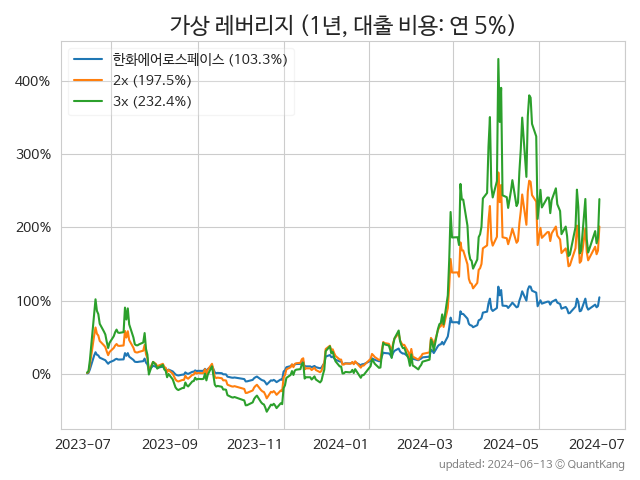 가상 레버리지 (1년, 대출 비용: 연 5%)
한화에어로스페이스 (103.3%)
2x (197.5%)
3x (232.4%)
400%
300%
200%
100%
0%
2023-07 2023-09 2023-11 2024-01 2024-03 2024-05 2024-07
updated: 2024-06-13 © QuantKang